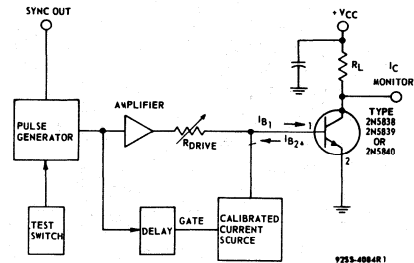 SYNC OUT
+ VCC
RL
IC
MONITOR
AMPLIFIER
PULSE
GENERATOR
RDRIVE
IB1
1
IB2
2
TYPE
2N5838
2N5839
OR
2N5840
TEST
SWITCH
DELAY
GATE
CALIBRATED
CURRENT
SOURCE
92SS-4084R1